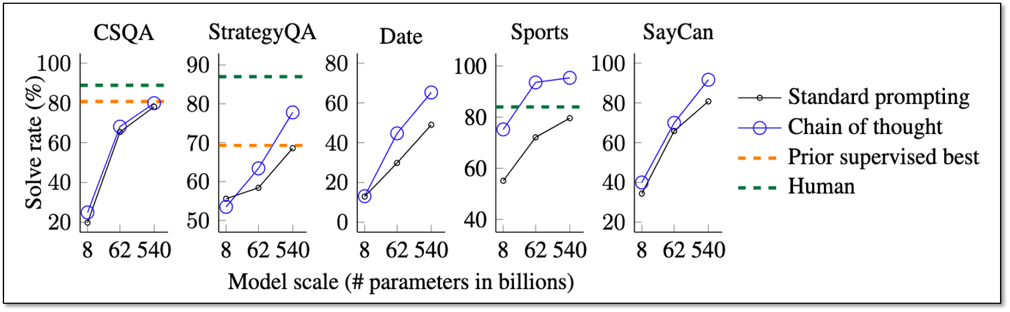 CSQA
StrategyQA
Date
Sports
SayCan
Solve rate (%)
100
80
60
40
20
8 62 540
90
80
70
60
50
8 62 540
80
60
40
20
0
8 62 540
100
80
60
40
8 62 540
100
80
60
40
20
8 62 540
Model scale (# parameters in billions)
Standard prompting
Chain of thought
Prior supervised best
Human